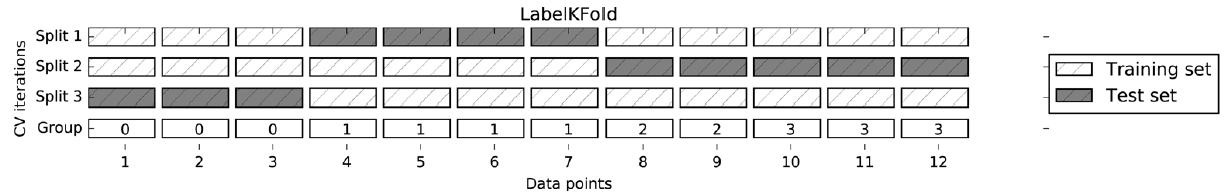 LabelKFold
CV iterations
Split 1
Split 2
Split 3
Group 0 0 0 1 1 1 1 2 2 3 3 3
1 2 3 4 5 6 7 8 9 10 11 12
Data points
Training set
Test set